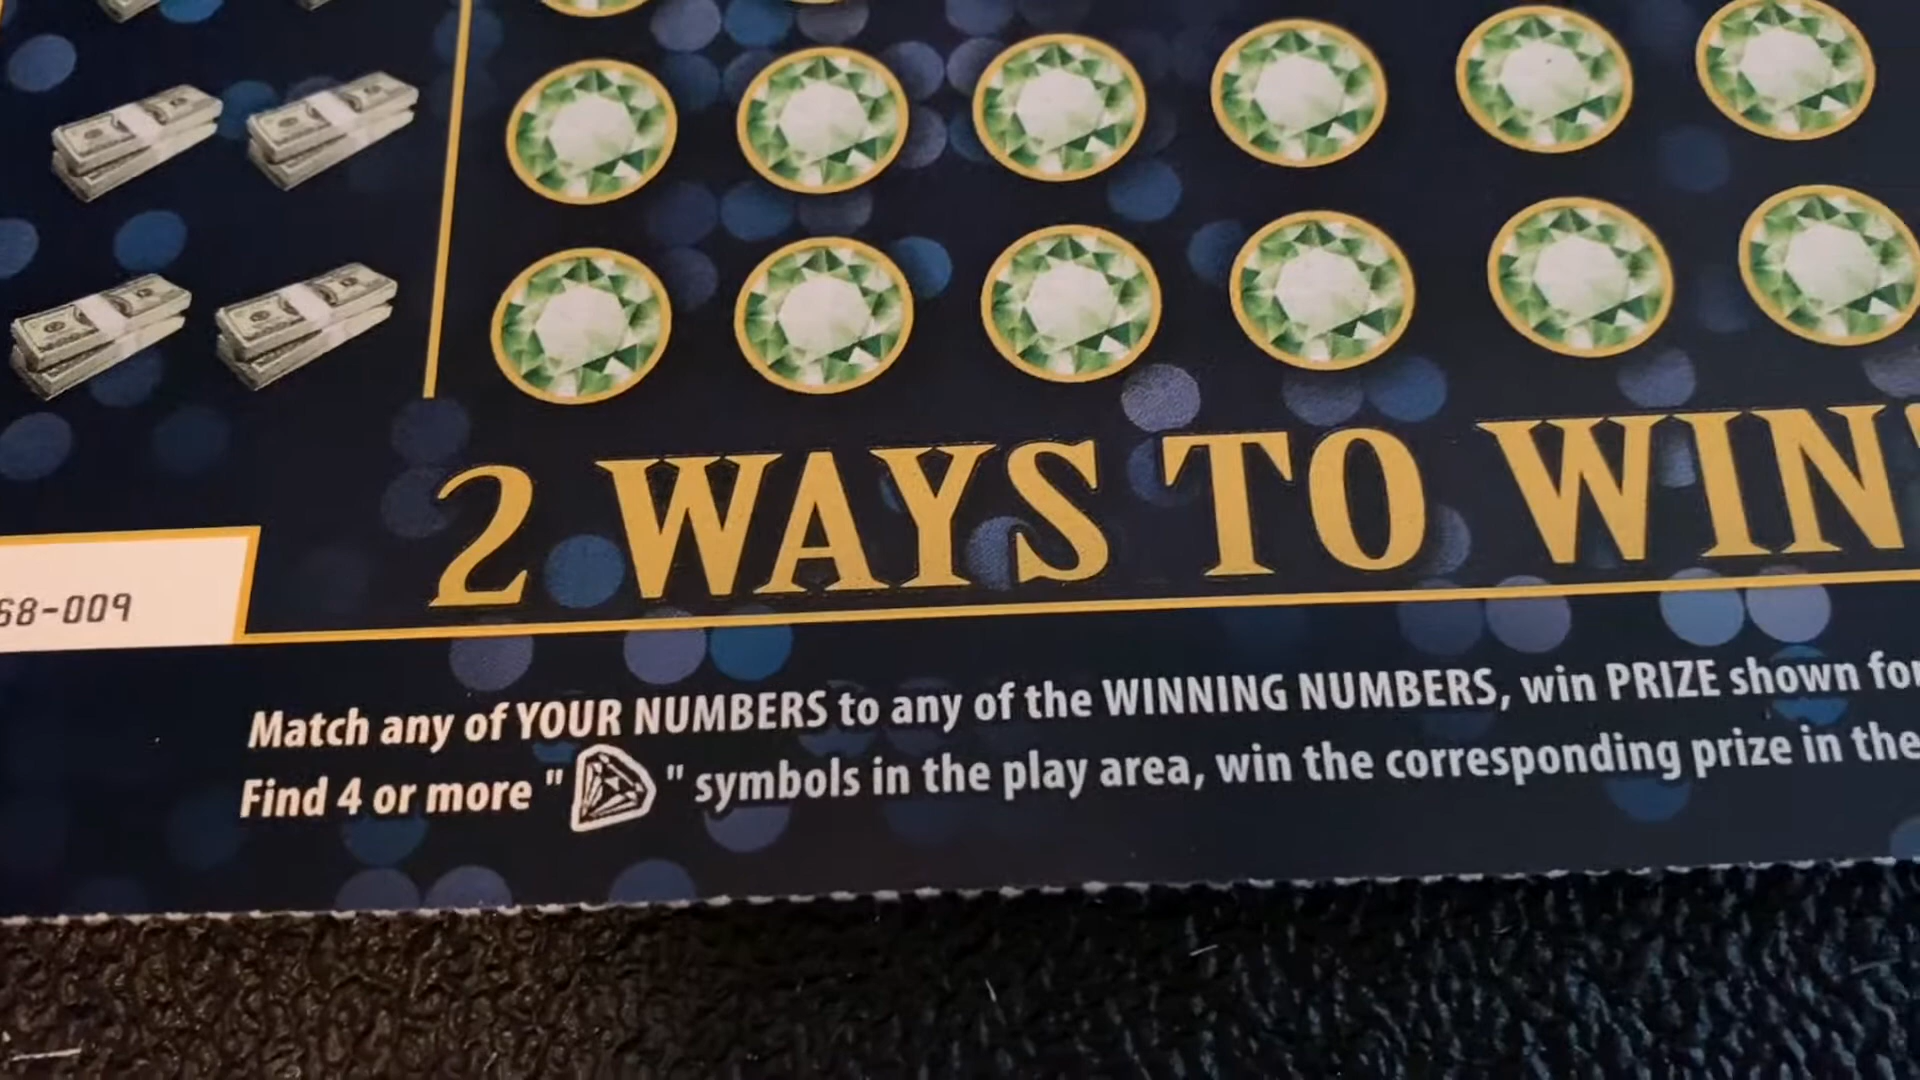 2 WAYS TO WIN
68-009
Match any of YOUR NUMBERS to any of the WINNING NUMBERS, win PRIZE shown for
Find 4 or more " " symbols in the play area, win the corresponding prize in the